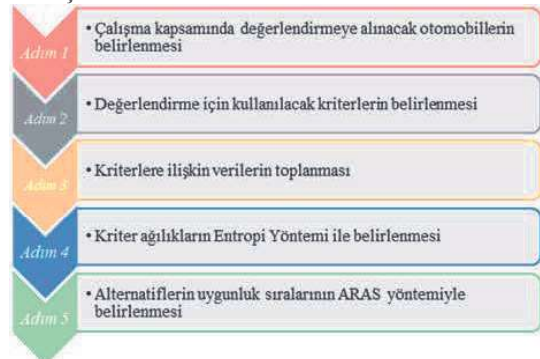 Adım 1
• Çalışma kapsamında değerlendirmeye alınacak otomobillerin
belirlenmesi
Adım 2
• Değerlendirme için kullanılacak kriterlerin belirlenmesi
Adım 3
• Kriterlere ilişkin verilerin toplanması
Adım 4
• Kriter ağılıkların Entropi Yöntemi ile belirlenmesi
Adım 5
• Alternatiflerin uygunluk sıralarının ARAS yöntemiyle
belirlenmesi